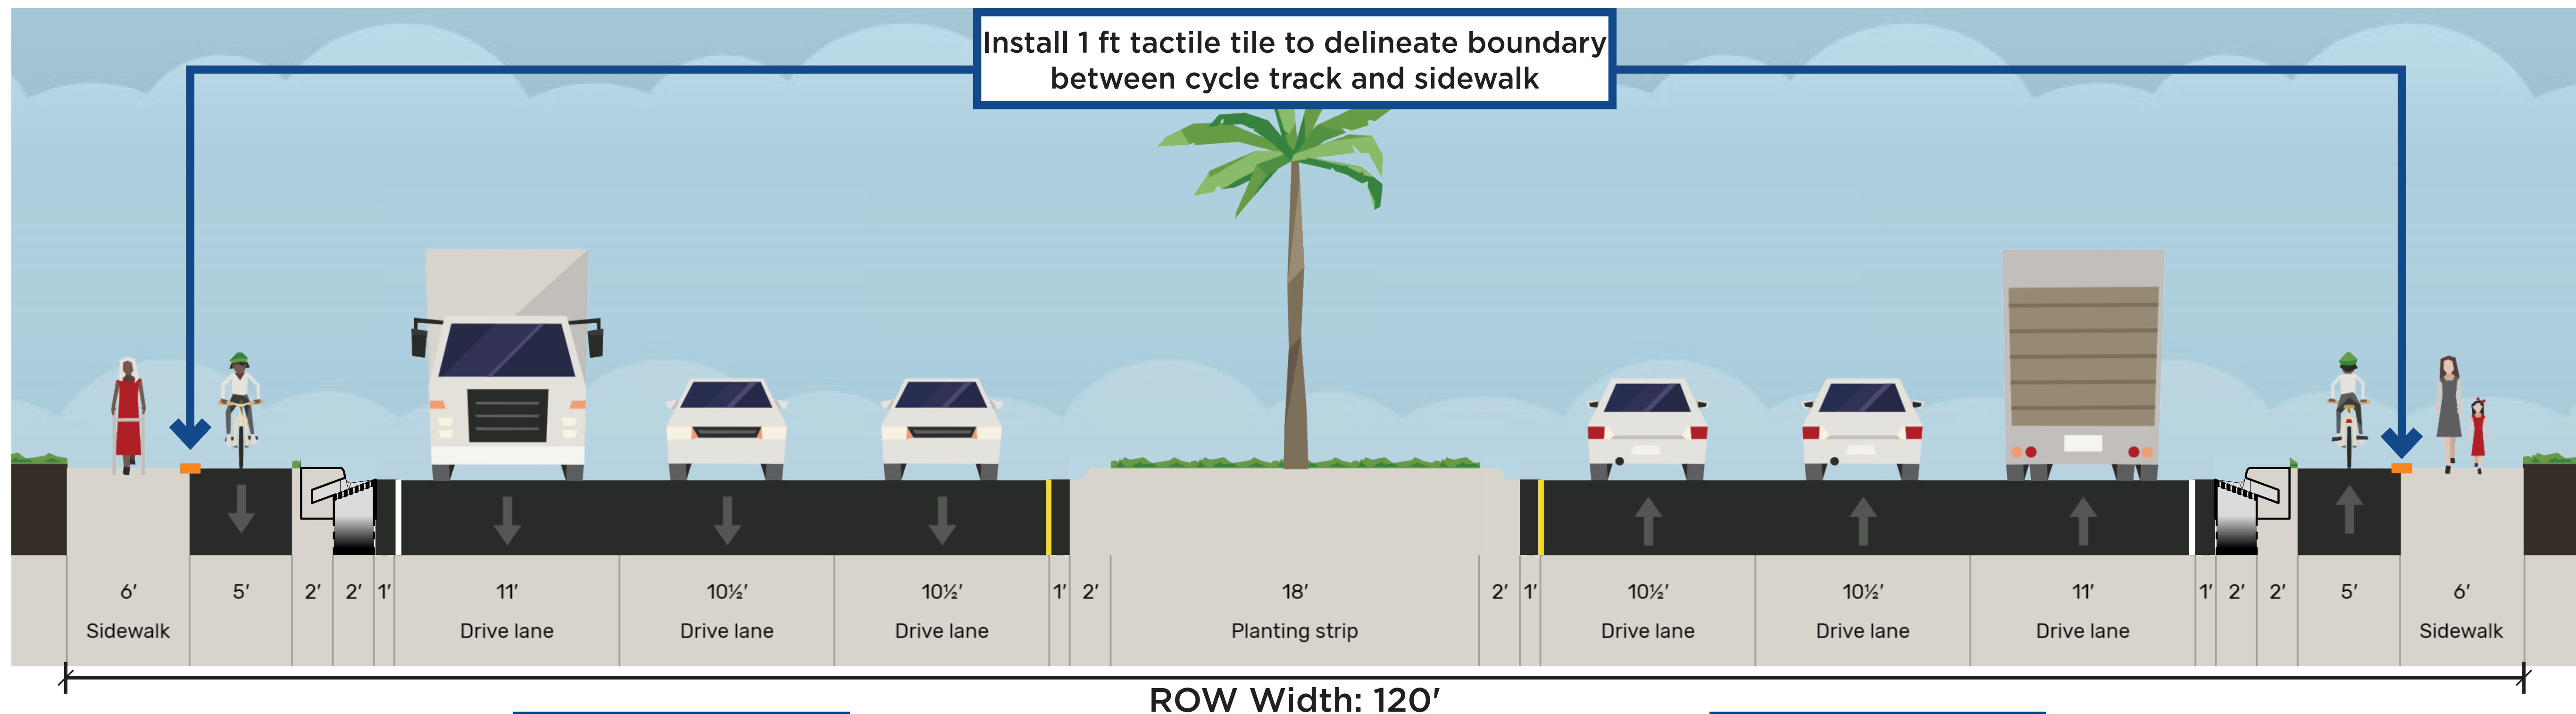 Install 1 ft tactile tile to delineate boundary
between cycle track and sidewalk
6′ 5′ 2′ 2′ 1′ 11′ 10½′ 10½′ 1′ 2′ 18′ 2′ 1′ 10½′ 10½′ 11′ 1′ 2′ 2′ 5′ 6′
Sidewalk Drive lane Drive lane Drive lane Planting strip Drive lane Drive lane Drive lane Sidewalk
ROW Width: 120'